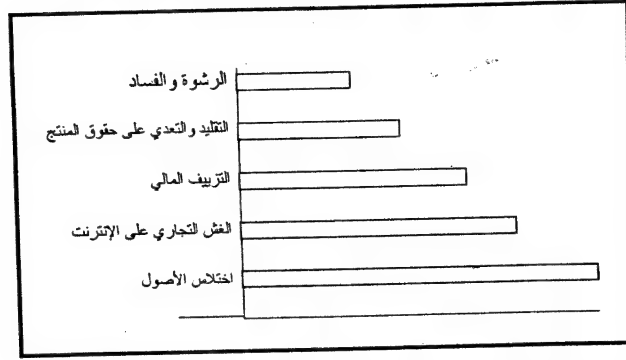 الرشوة والفساد
التقليد والتعدي على حقوق المنتج
التزييف المالي
الغش التجاري على الإنترنت
اختلاس الأصول